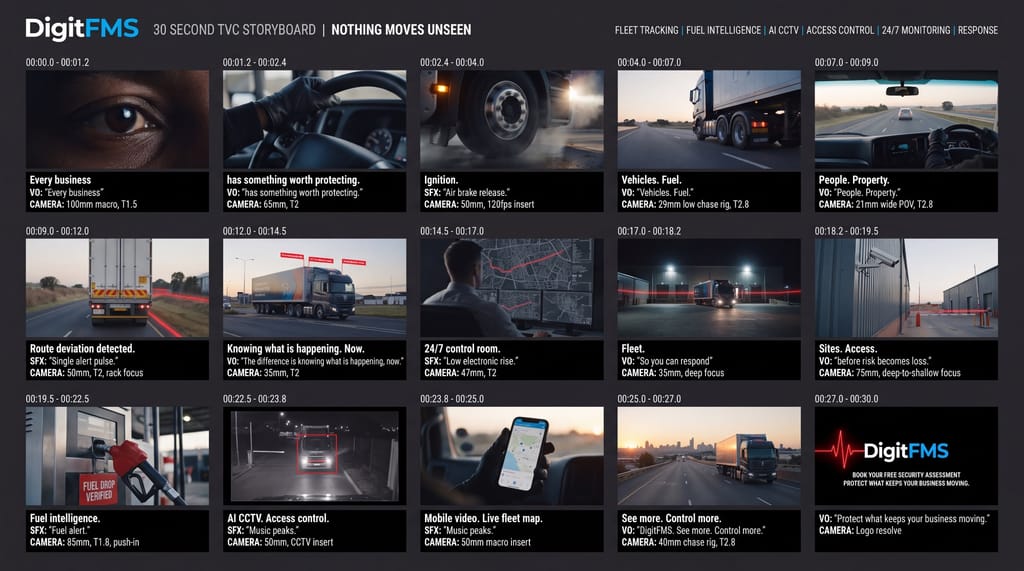 DigitFMS 30 SECOND TVC STORYBOARD | NOTHING MOVES UNSEEN
FLEET TRACKING | FUEL INTELLIGENCE | AI CCTV | ACCESS CONTROL | 24/7 MONITORING | RESPONSE
00:00.0 - 00:01.2
Every business
VO: "Every business"
CAMERA: 100mm macro, T1.5
00:01.2 - 00:02.4
has something worth protecting.
VO: "has something worth protecting."
CAMERA: 65mm, T2
00:02.4 - 00:04.0
Ignition.
SFX: "Air brake release."
CAMERA: 50mm, 120fps insert
00:04.0 - 00:07.0
Vehicles. Fuel.
VO: "Vehicles. Fuel."
CAMERA: 29mm low chase rig, T2.8
00:07.0 - 00:09.0
People. Property.
VO: "People. Property."
CAMERA: 21mm wide POV, T2.8
00:09.0 - 00:12.0
Route deviation detected.
SFX: "Single alert pulse."
CAMERA: 50mm, T2, rack focus
00:12.0 - 00:14.5
Knowing what is happening. Now.
VO: "The difference is knowing what is happening, now."
CAMERA: 35mm, T2
00:14.5 - 00:17.0
24/7 control room.
SFX: "Low electronic rise."
CAMERA: 47mm, T2
00:17.0 - 00:18.2
Fleet.
VO: "So you can respond"
CAMERA: 35mm, deep focus
00:18.2 - 00:19.5
Sites. Access.
VO: "before risk becomes loss."
CAMERA: 75mm, deep-to-shallow focus
00:19.5 - 00:22.5
FUEL DROP
VERIFIED
Fuel intelligence.
SFX: "Fuel alert."
CAMERA: 85mm, T1.8, push-in
00:22.5 - 00:23.8
AI CCTV. Access control.
SFX: "Music peaks."
CAMERA: 50mm, CCTV insert
00:23.8 - 00:25.0
Mobile video. Live fleet map.
SFX: "Music peaks."
CAMERA: 50mm macro insert
00:25.0 - 00:27.0
See more. Control more.
VO: "DigitFMS. See more. Control more."
CAMERA: 40mm chase rig, T2.8
00:27.0 - 00:30.0
DigitFMS
BOOK YOUR FREE SECURITY ASSESSMENT
PROTECT WHAT KEEPS YOUR BUSINESS MOVING.
VO: "Protect what keeps your business moving."
CAMERA: Logo resolve